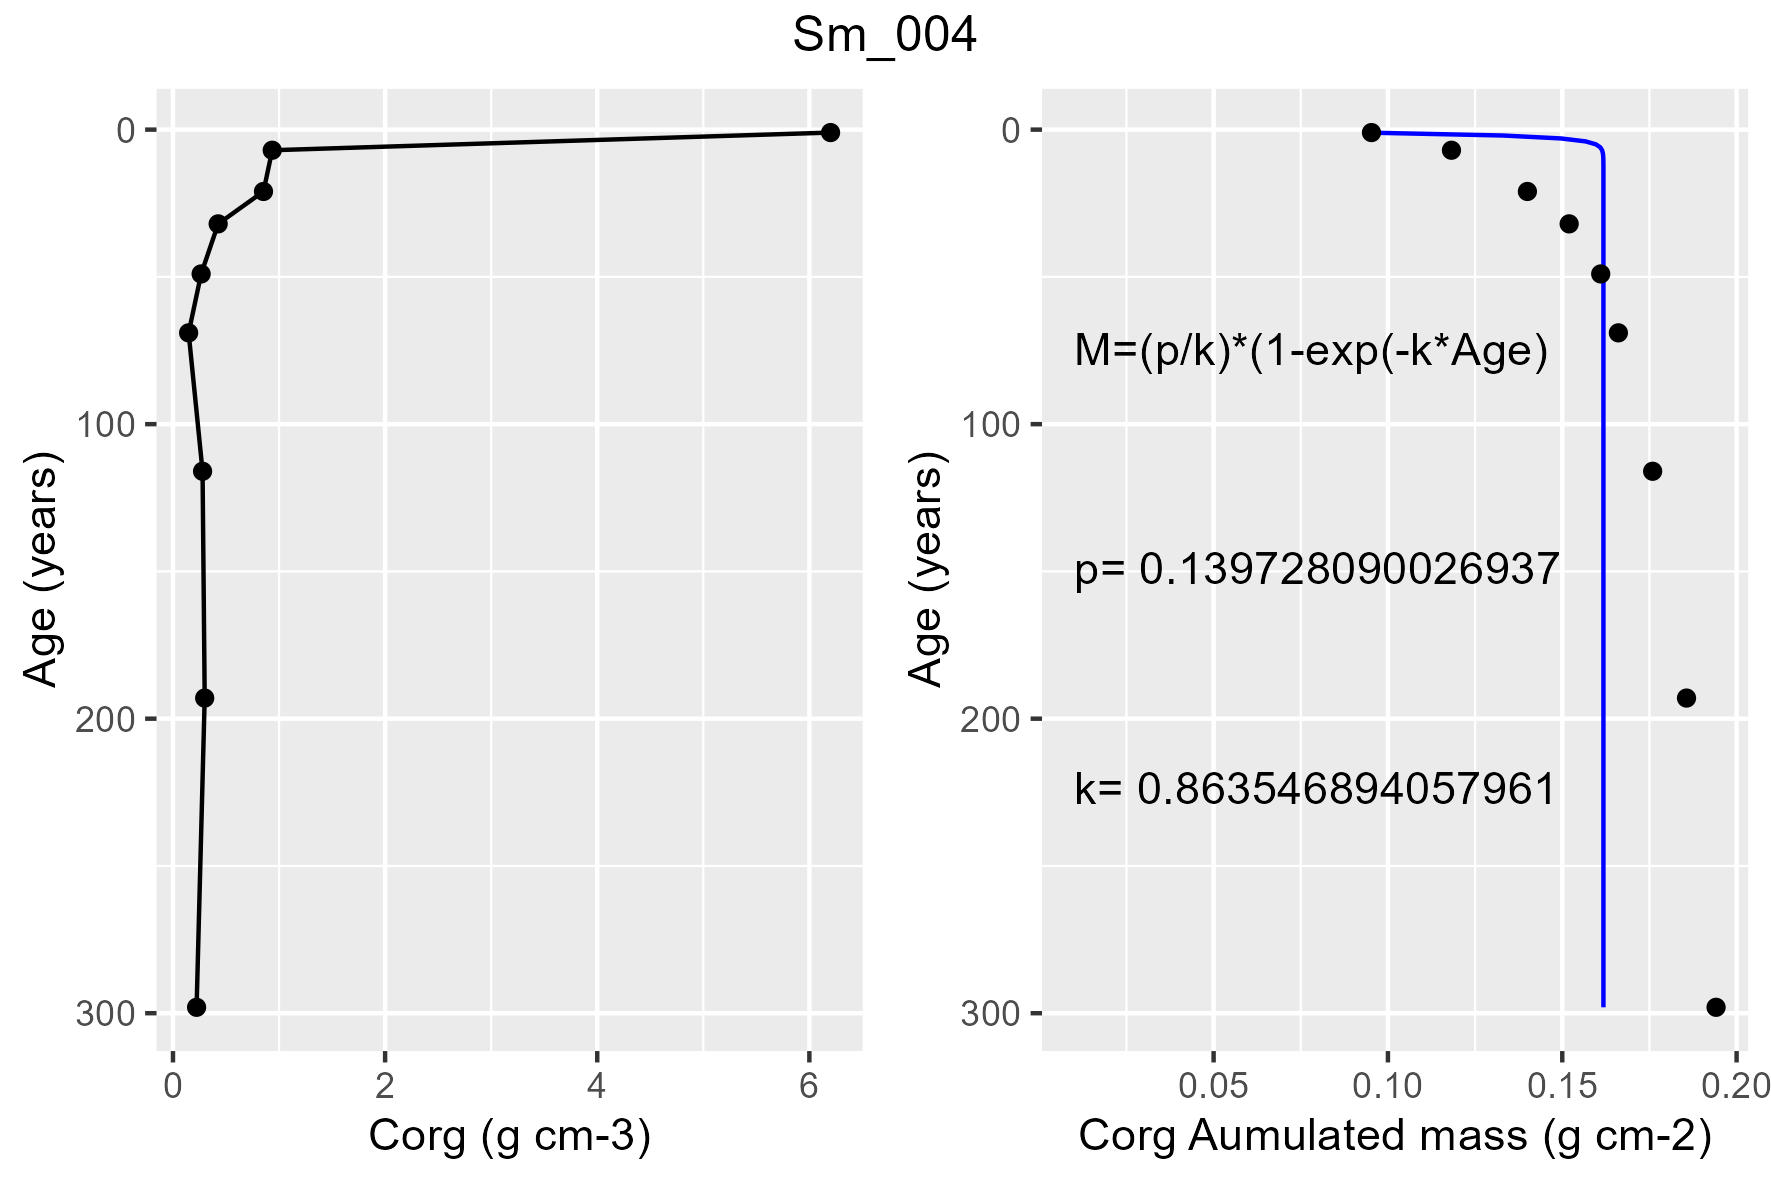 Sm_004
0
100
200
300
Age (years)
0
2
4
6
Corg (g cm-3)
0
100
200
300
Age (years)
M=(p/k)*(1-exp(-k*Age)
p= 0.139728090026937
k= 0.863546894057961
0.05
0.10
0.15
0.20
Corg Aumulated mass (g cm-2)